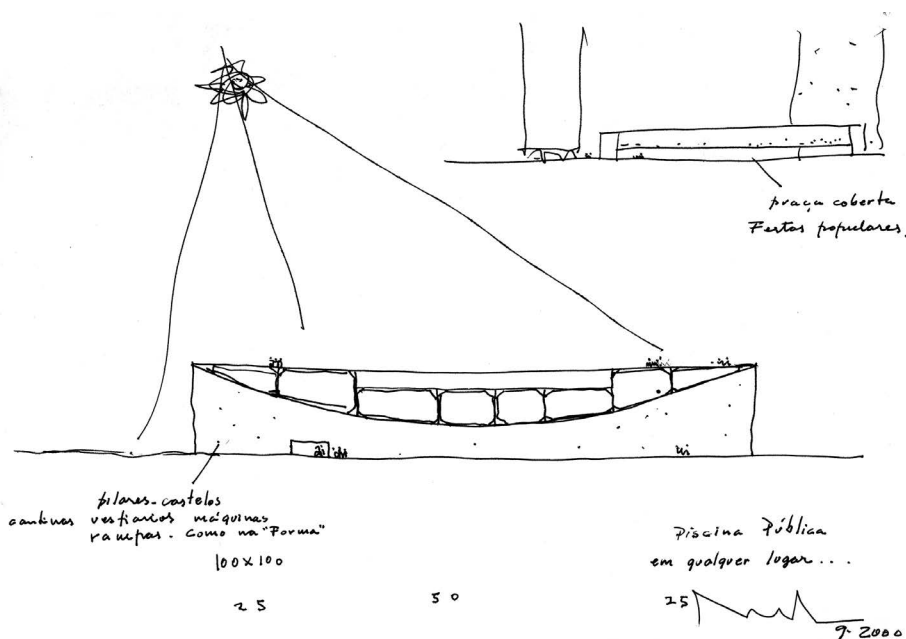 praça coberta
Festas populares.
pilares-castelos
cantinas vestiarios máquinas
rampas. Como na "Forma"
100x100
25
50
25
Piscina Pública
em qualquer lugar...
9. 2000